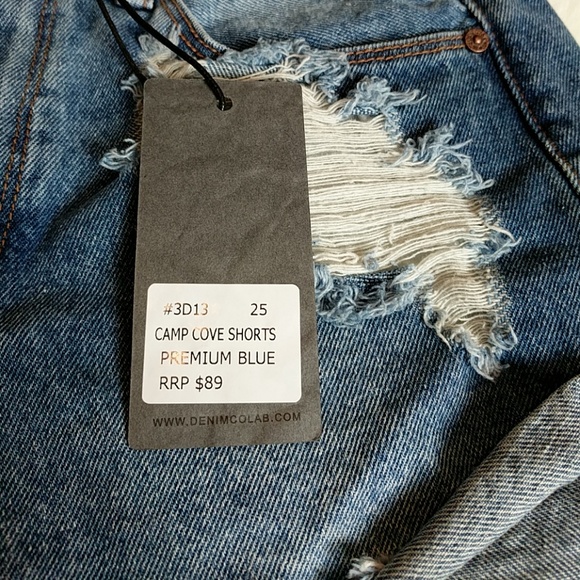 #3D13 25
CAMP COVE SHORTS
PREMIUM BLUE
RRP $89
WWW.DENIMCOLAB.COM